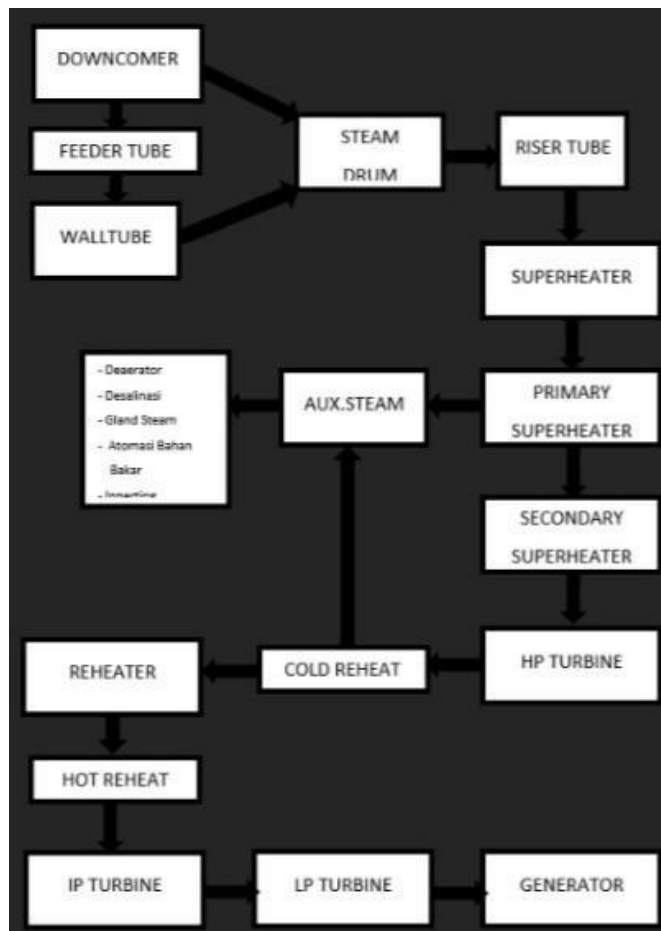 DOWNCOMER
FEEDER TUBE
WALLTUBE
STEAM
DRUM
RISER TUBE
SUPERHEATER
PRIMARY
SUPERHEATER
AUX.STEAM
- Deaerator
- Desalinasi
- Gland Steam
- Atomasi Bahan
Bakar
SECONDARY
SUPERHEATER
HP TURBINE
COLD REHEAT
REHEATER
HOT REHEAT
IP TURBINE
LP TURBINE
GENERATOR